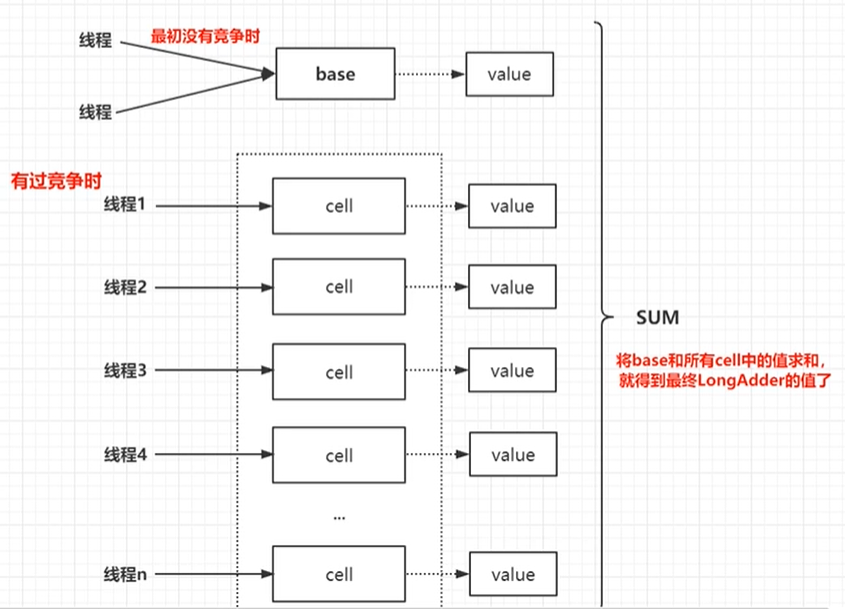 线程
最初没有竞争时
base
value
线程
有过竞争时
线程1
cell
value
线程2
cell
value
线程3
cell
value
线程4
cell
value
...
线程n
cell
value
SUM
将base和所有cell中的值求和，
就得到最终LongAdder的值了